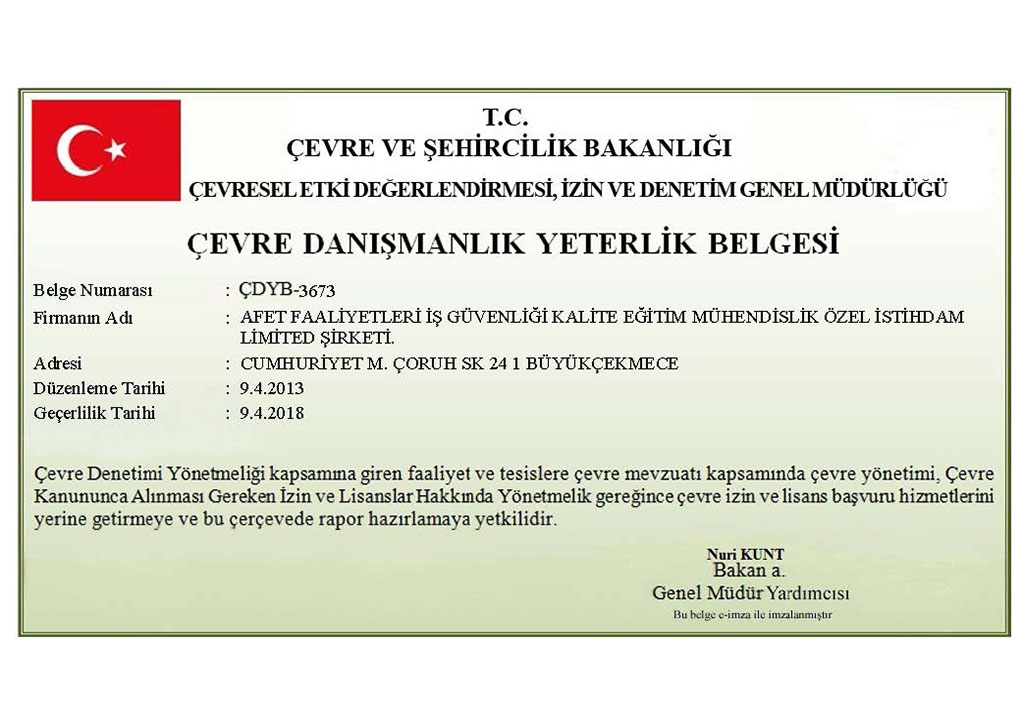 T.C.
ÇEVRE VE ŞEHİRCİLİK BAKANLIĞI
ÇEVRESEL ETKİ DEĞERLENDİRMESİ, İZİN VE DENETİM GENEL MÜDÜRLÜĞÜ
ÇEVRE DANIŞMANLIK YETERLİK BELGESİ
Belge Numarası : ÇDYB-3673
Firmanın Adı : AFET FAALİYETLERİ İŞ GÜVENLİĞİ KALİTE EĞİTİM MÜHENDİSLİK ÖZEL İSTİHDAM
LİMİTED ŞİRKETİ.
Adresi : CUMHURİYET M. ÇORUH SK 24 1 BÜYÜKÇEKMECE
Düzenleme Tarihi : 9.4.2013
Geçerlilik Tarihi : 9.4.2018
Çevre Denetimi Yönetmeliği kapsamına giren faaliyet ve tesislere çevre mevzuatı kapsamında çevre yönetimi, Çevre
Kanununca Alınması Gereken İzin ve Lisanslar Hakkında Yönetmelik gereğince çevre izin ve lisans başvuru hizmetlerini
yerine getirmeye ve bu çerçevede rapor hazırlamaya yetkilidir.
Nuri KUNT
Bakan a.
Genel Müdür Yardımcısı
Bu belge e-imza ile imzalanmıştır